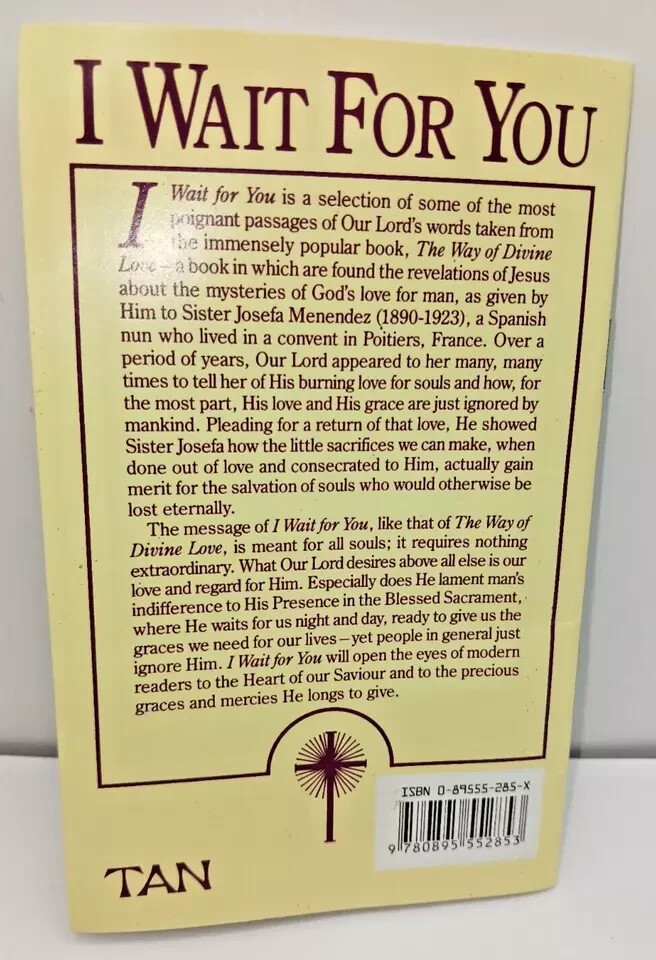 I WAIT FOR YOU
I Wait for You is a selection of some of the most
poignant passages of Our Lord's words taken from
the immensely popular book, The Way of Divine
Love—a book in which are found the revelations of Jesus
about the mysteries of God's love for man, as given by
Him to Sister Josefa Menendez (1890-1923), a Spanish
nun who lived in a convent in Poitiers, France. Over a
period of years, Our Lord appeared to her many, many
times to tell her of His burning love for souls and how, for
the most part, His love and His grace are just ignored by
mankind. Pleading for a return of that love, He showed
Sister Josefa how the little sacrifices we can make, when
done out of love and consecrated to Him, actually gain
merit for the salvation of souls who would otherwise be
lost eternally.
The message of I Wait for You, like that of The Way of
Divine Love, is meant for all souls; it requires nothing
extraordinary. What Our Lord desires above all else is our
love and regard for Him. Especially does He lament man's
indifference to His Presence in the Blessed Sacrament,
where He waits for us night and day, ready to give us the
graces we need for our lives—yet people in general just
ignore Him. I Wait for You will open the eyes of modern
readers to the Heart of our Saviour and to the precious
graces and mercies He longs to give.
ISBN 0-89555-285-X
9 780895 552853
TAN